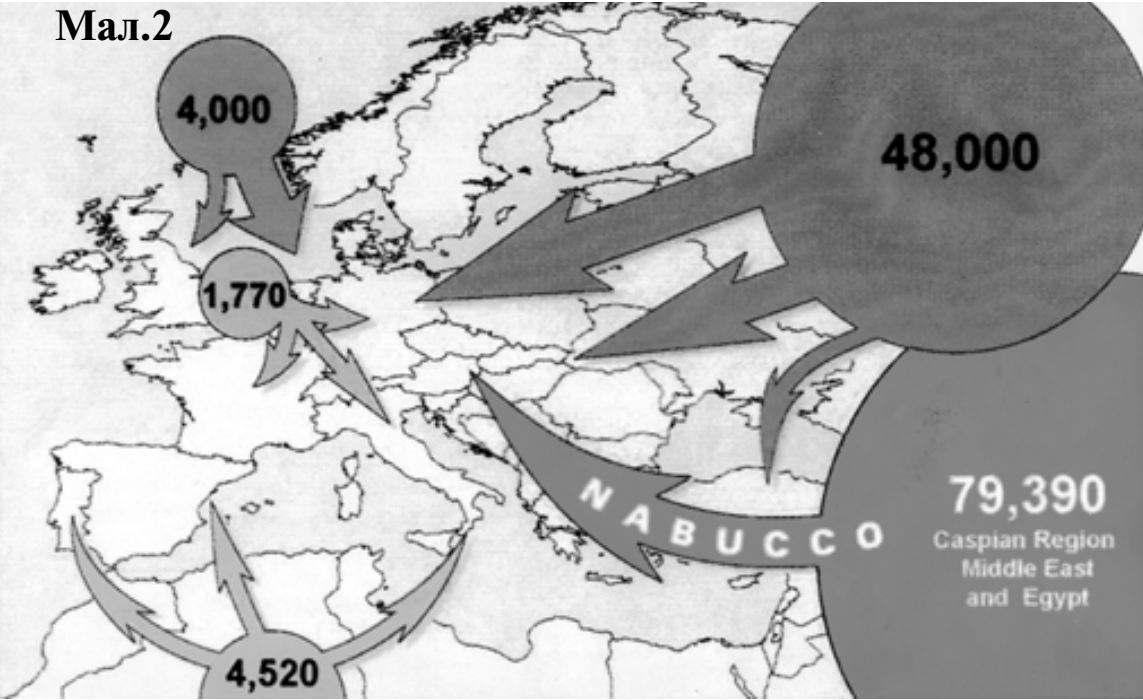 Мал.2
4,000
48,000
1,770
79,390
Caspian Region
Middle East
and Egypt
NABUCCO
4,520